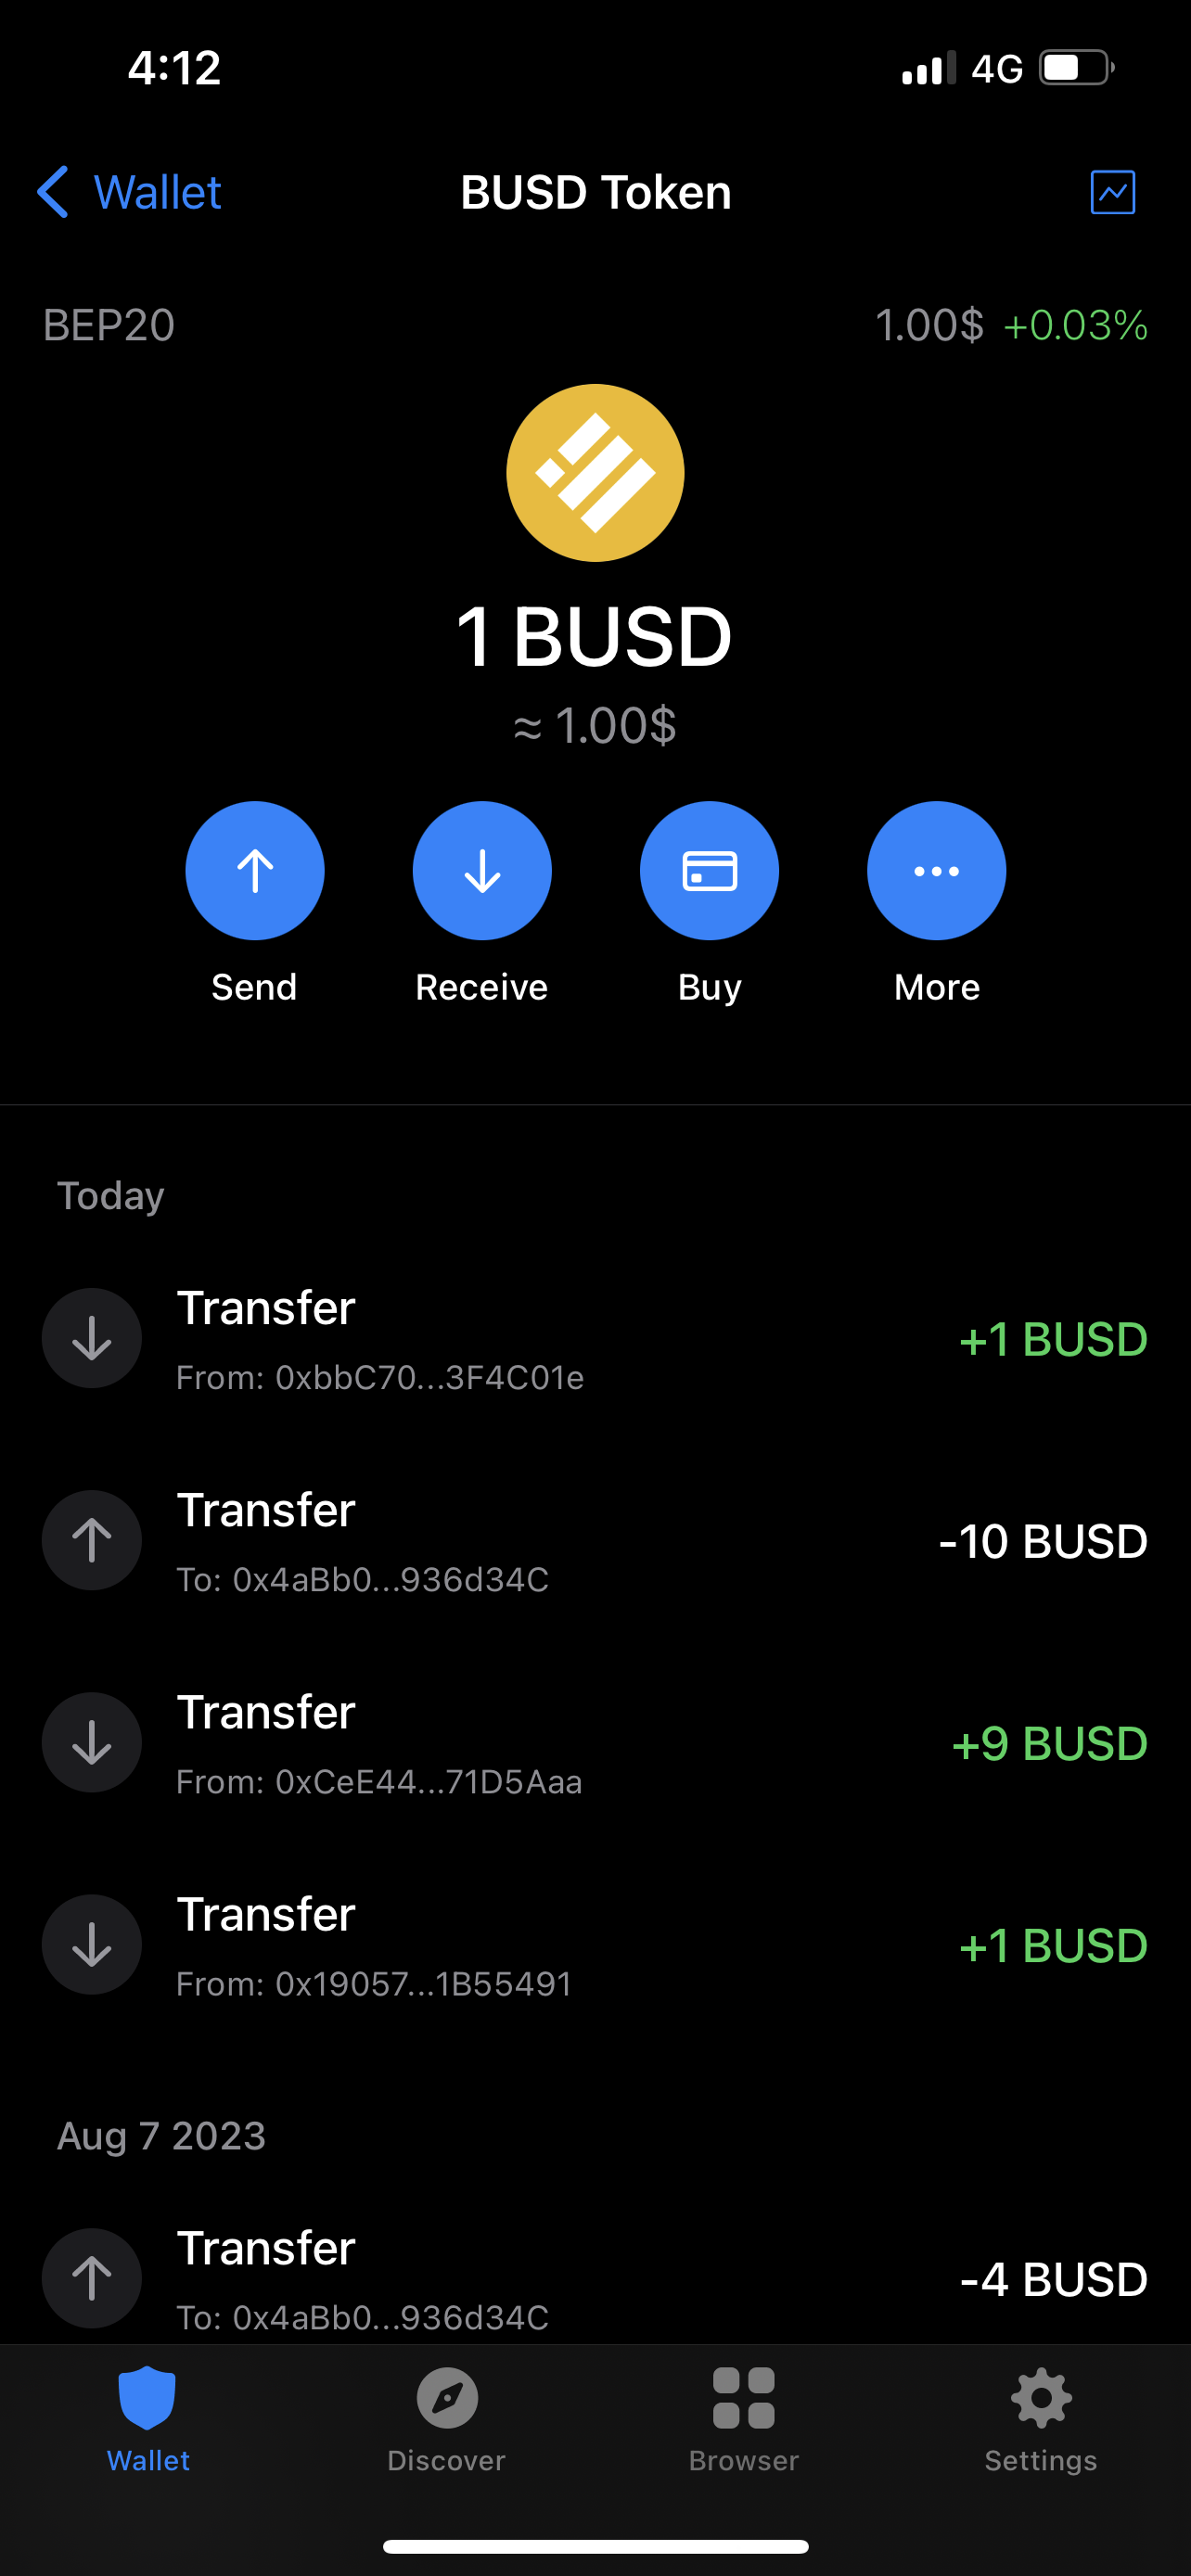 4:12 4G
Wallet BUSD Token
BEP20 1.00$ +0.03%
1 BUSD
≈ 1.00$
Send Receive Buy More
Today
Transfer
+1 BUSD
From: 0xbbC70...3F4C01e
Transfer
-10 BUSD
To: 0x4aBb0...936d34C
Transfer
+9 BUSD
From: 0xCeE44...71D5Aaa
Transfer
+1 BUSD
From: 0x19057...1B55491
Aug 7 2023
Transfer
-4 BUSD
To: 0x4aBb0...936d34C
Wallet Discover Browser Settings